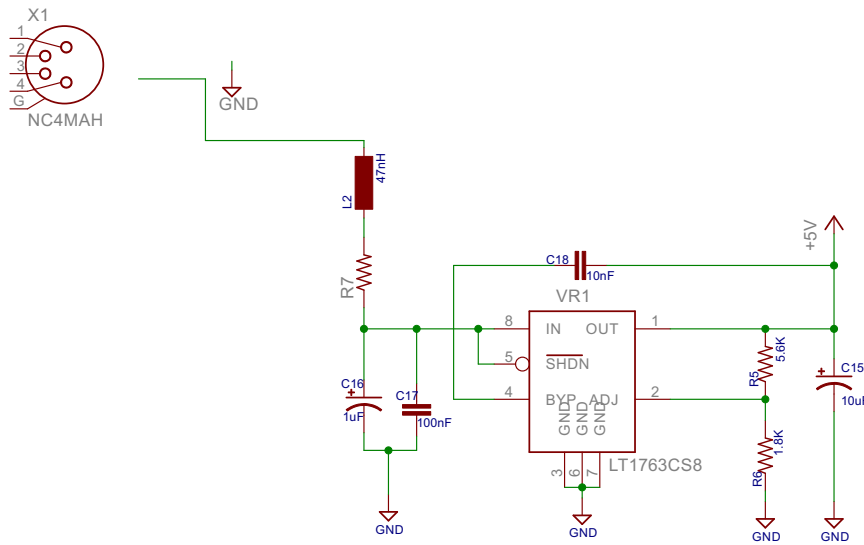 X1
1
2
3
4
G
NC4MAH
GND
47nH
L2
R7
+5V
C18
10nF
VR1
8
IN
OUT
1
5
SHDN
4
BYP
ADJ
2
GND
GND
GND
3
6
7
LT1763CS8
C16
1uF
C17
100nF
5.6K
R5
1.8K
R6
C15
10uF
GND
GND
GND
GND